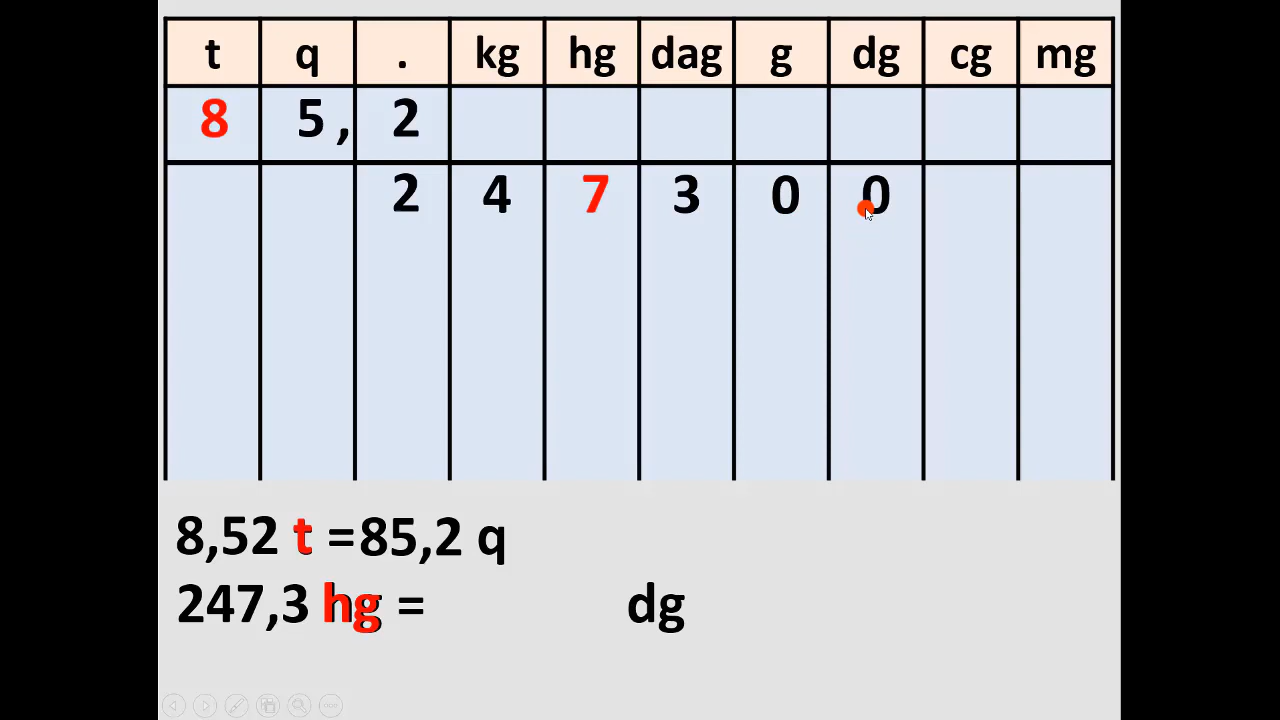 t q . kg hg dag g dg cg mg
8 5 , 2
2 4 7 3 0 0
8,52 t =85,2 q
247,3 hg = dg